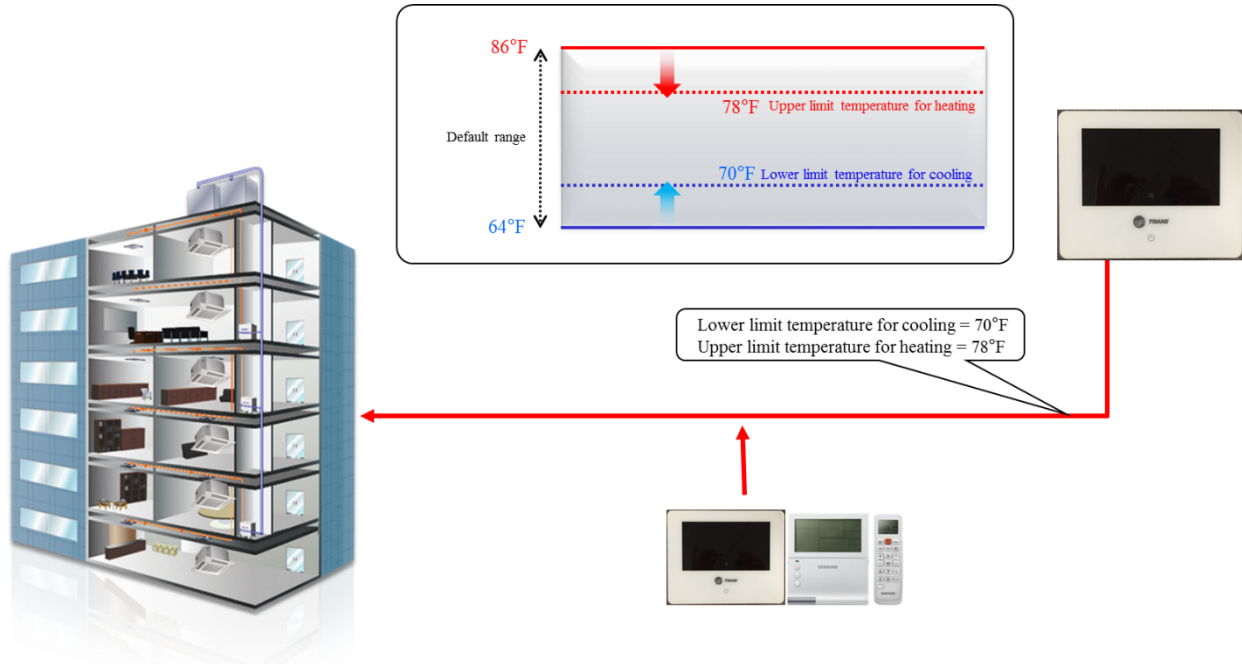 86°F
78°F Upper limit temperature for heating
Default range
70°F Lower limit temperature for cooling
64°F
TRANE
Lower limit temperature for cooling = 70°F
Upper limit temperature for heating = 78°F
TRANE
SAMSUNG
SAMSUNG